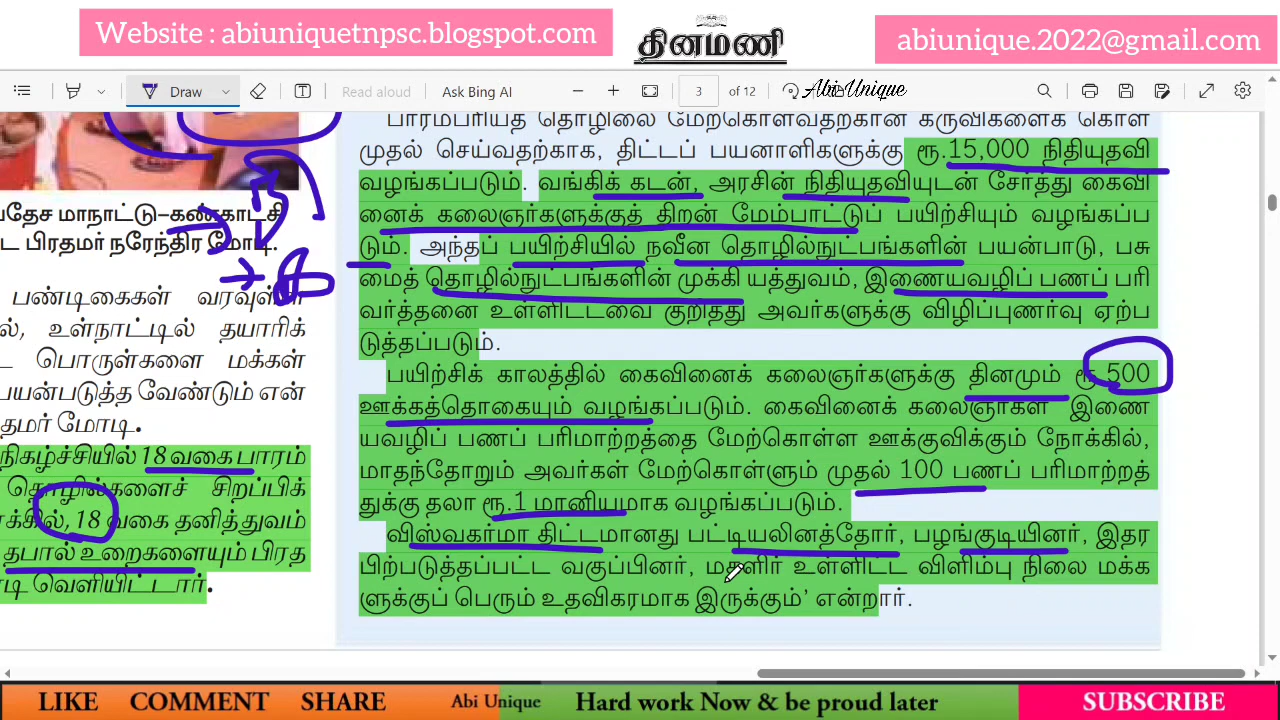 Website : abiuniquetnpsc.blogspot.com
தினமணி
abiunique.2022@gmail.com
Draw
Read aloud
Ask Bing AI
3 of 12
Abi Unique
பாரம்பரியத் தொழிலை மேற்கொள்வதற்கான கருவிகளைக் கொள்
முதல் செய்வதற்காக, திட்டப் பயனாளிகளுக்கு ரூ.15,000 நிதியுதவி
வழங்கப்படும். வங்கிக் கடன், அரசின் நிதியுதவியுடன் சேர்த்து கைவி
னைக் கலைஞர்களுக்குத் திறன் மேம்பாட்டுப் பயிற்சியும் வழங்கப்ப
டும். அந்தப் பயிற்சியில் நவீன தொழில்நுட்பங்களின் பயன்பாடு, பசு
மைத் தொழில்நுட்பங்களின் முக்கி யத்துவம், இணையவழிப் பணப் பரி
வர்த்தனை உள்ளிட்டவை குறித்து அவர்களுக்கு விழிப்புணர்வு ஏற்ப
டுத்தப்படும்.
பயிற்சிக் காலத்தில் கைவினைக் கலைஞர்களுக்கு தினமும் ரூ 500
ஊக்கத்தொகையும் வழங்கப்படும். கைவினைக் கலைஞர்கள் இணை
யவழிப் பணப் பரிமாற்றத்தை மேற்கொள்ள ஊக்குவிக்கும் நோக்கில்,
மாதந்தோறும் அவர்கள் மேற்கொள்ளும் முதல் 100 பணப் பரிமாற்றத்
துக்கு தலா ரூ.1 மானியமாக வழங்கப்படும்.
விஸ்வகர்மா திட்டமானது பட்டியலினத்தோர், பழங்குடியினர், இதர
பிற்படுத்தப்பட்ட வகுப்பினர், மகளிர் உள்ளிட்ட விளிம்பு நிலை மக்க
ளுக்குப் பெரும் உதவிகரமாக இருக்கும்’ என்றார்.
வதேச மாநாட்டு-கண்காட்சி
ட பிரதமர் நரேந்திர மோடி.
பண்டிகைகள் வரவுள்ள
ல், உள்நாட்டில் தயாரிக்
ட பொருள்களை மக்கள்
பயன்படுத்த வேண்டும் என்
தமர் மோடி.
நிகழ்ச்சியில் 18 வகை பாரம்
தொழில்களைச் சிறப்பிக்
க்கில், 18 வகை தனித்துவம்
தபால் உறைகளையும் பிரத
டி வெளியிட்டார்.
LIKE COMMENT SHARE
Abi Unique
Hard work Now & be proud later
SUBSCRIBE